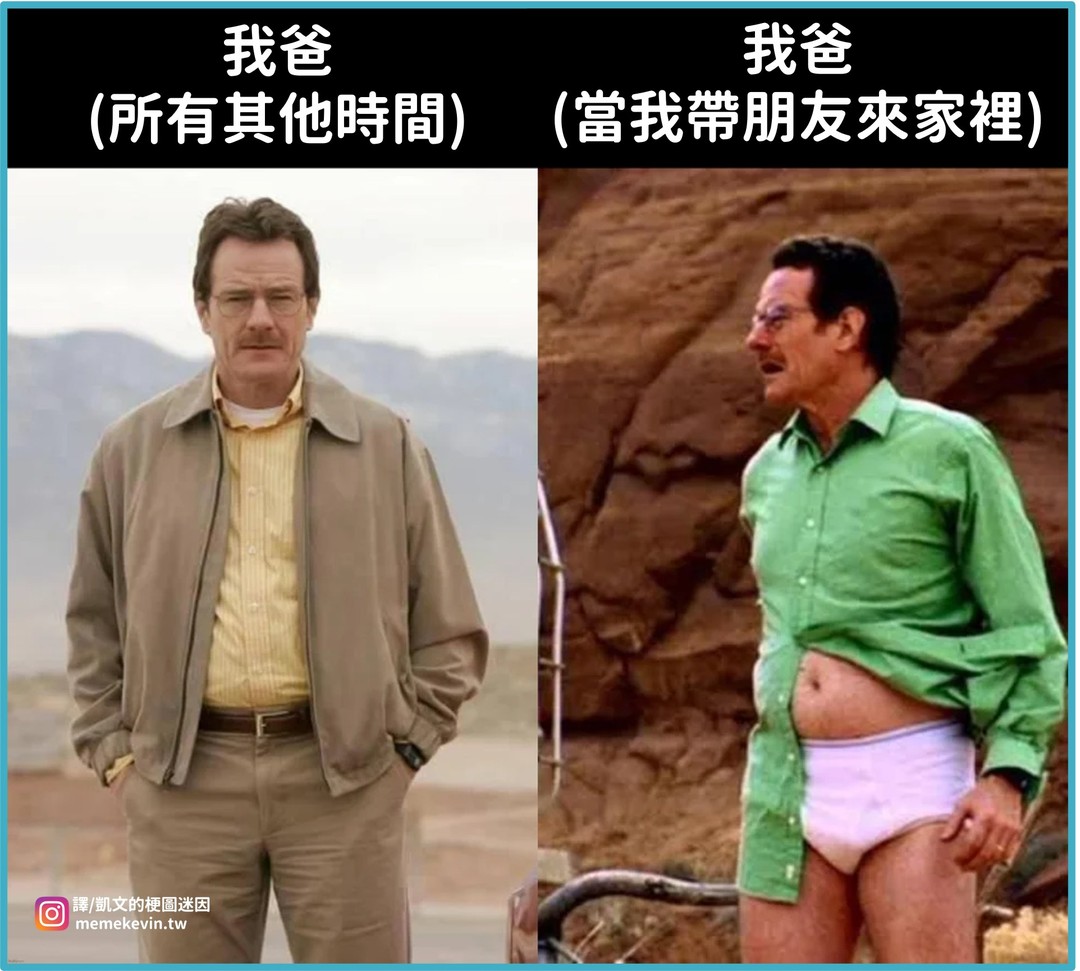 我爸
(所有其他時間)
我爸
(當我帶朋友來家裡)
譯/凱文的梗圖迷因
memekevin.tw